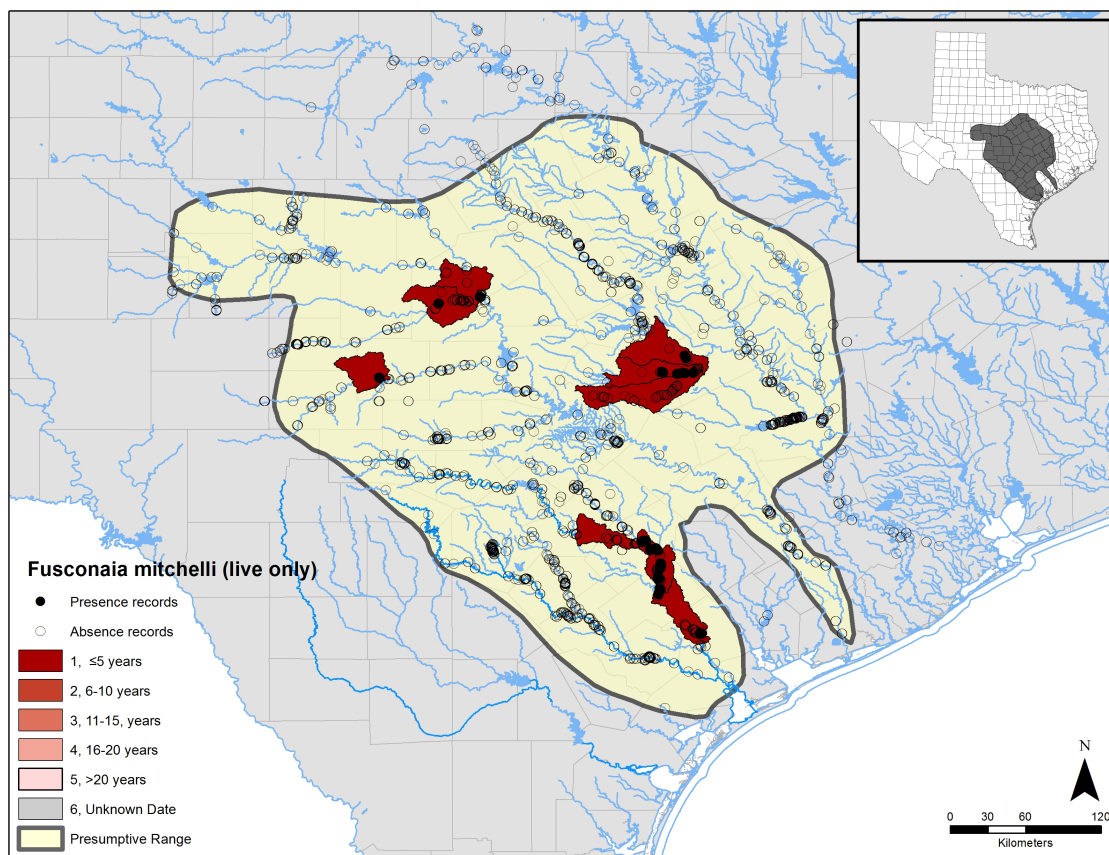 Fusconaia mitchelli (live only)
Presence records
Absence records
1, ≤5 years
2, 6-10 years
3, 11-15, years
4, 16-20 years
5, >20 years
6, Unknown Date
Presumptive Range
N
0 30 60 120
Kilometers